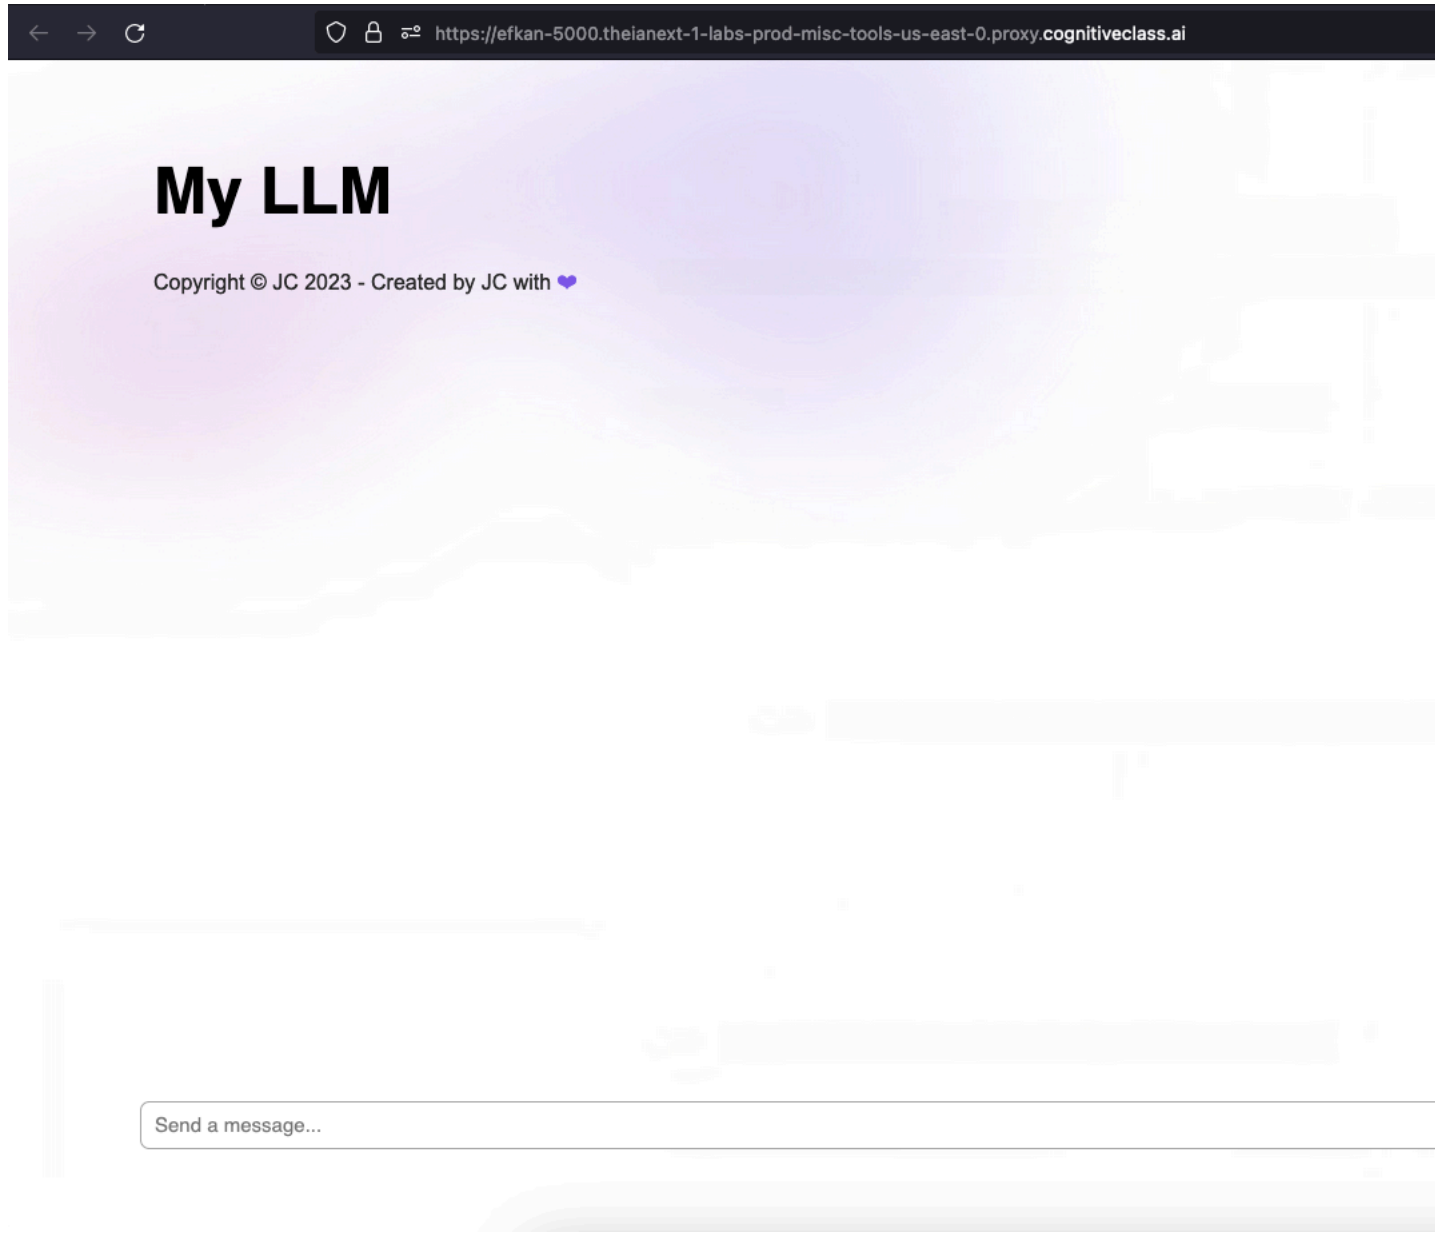 https://efkan-5000.theianext-1-labs-prod-misc-tools-us-east-0.proxy.cognitiveclass.ai
My LLM
Copyright © JC 2023 - Created by JC with 💜
Send a message...